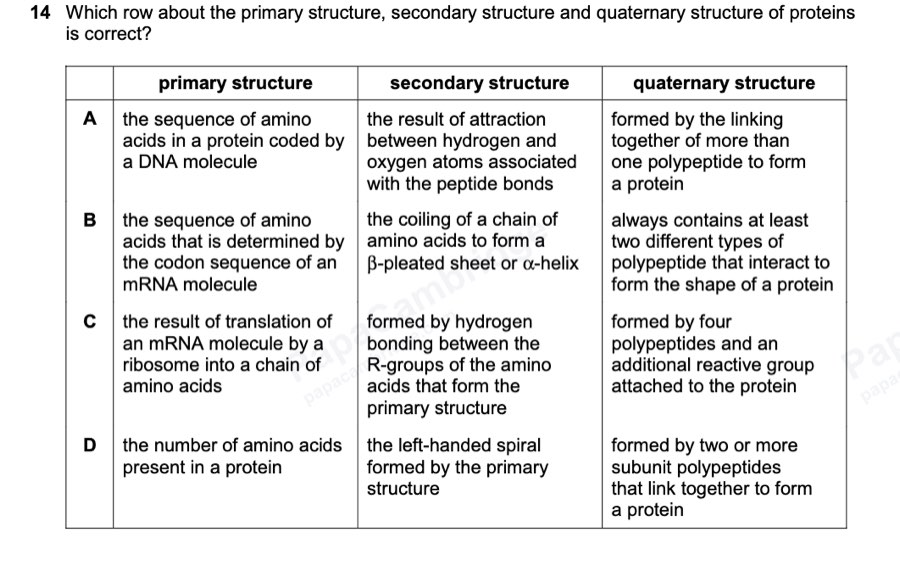 14 Which row about the primary structure, secondary structure and quaternary structure of proteins
is correct?
primary structure secondary structure quaternary structure
A the sequence of amino the result of attraction formed by the linking
acids in a protein coded by between hydrogen and together of more than
a DNA molecule oxygen atoms associated one polypeptide to form
with the peptide bonds a protein
B the sequence of amino the coiling of a chain of always contains at least
acids that is determined by amino acids to form a two different types of
the codon sequence of an β-pleated sheet or α-helix polypeptide that interact to
mRNA molecule form the shape of a protein
C the result of translation of formed by hydrogen formed by four
an mRNA molecule by a bonding between the polypeptides and an
ribosome into a chain of R-groups of the amino additional reactive group
amino acids acids that form the attached to the protein
primary structure
D the number of amino acids the left-handed spiral formed by two or more
present in a protein formed by the primary subunit polypeptides
structure that link together to form
a protein